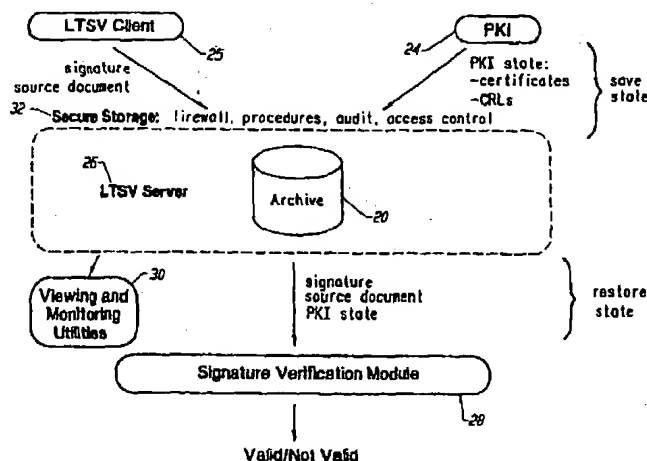 LTSV Client
25
PKI
24
signature
source document
PKI state:
-certificates
-CRLs
save
state
32 Secure Storage: firewall, procedures, audit, access control
26
LTSV Server
Archive
20
30
Viewing and
Monitoring
Utilities
signature
source document
PKI state
restore
state
Signature Verification Module
28
Valid/Not Valid